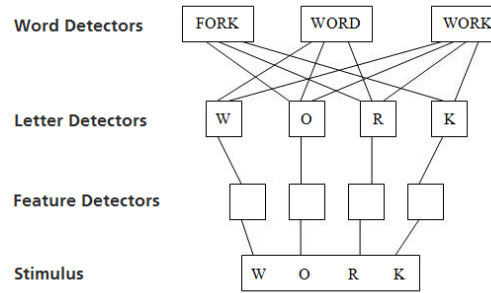 Word Detectors FORK WORD WORK
Letter Detectors W O R K
Feature Detectors
Stimulus W O R K